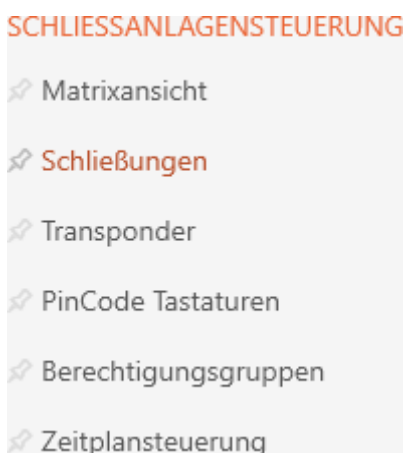 SCHLIESSANLAGENSTEUERUNG
Matrixansicht
Schließungen
Transponder
PinCode Tastaturen
Berechtigungsgruppen
Zeitplansteuerung